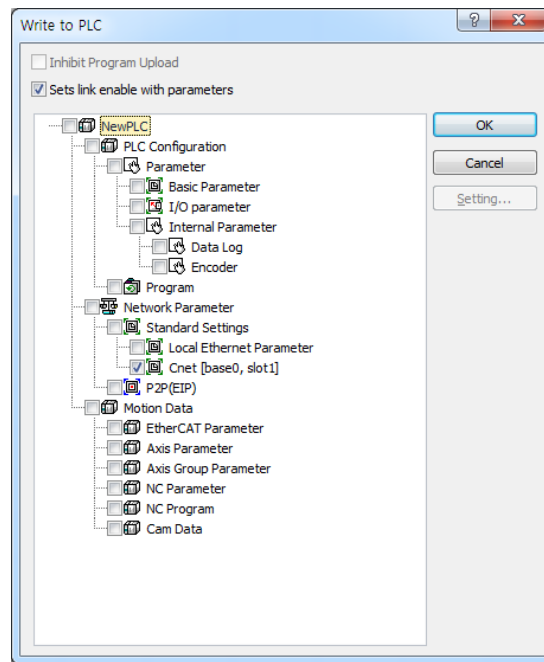 Write to PLC
Inhibit Program Upload
Sets link enable with parameters
NewPLC
OK
PLC Configuration
Parameter
Cancel
Basic Parameter
I/O parameter
Setting...
Internal Parameter
Data Log
Encoder
Program
Network Parameter
Standard Settings
Local Ethernet Parameter
Cnet [base0, slot1]
P2P(EIP)
Motion Data
EtherCAT Parameter
Axis Parameter
Axis Group Parameter
NC Parameter
NC Program
Cam Data